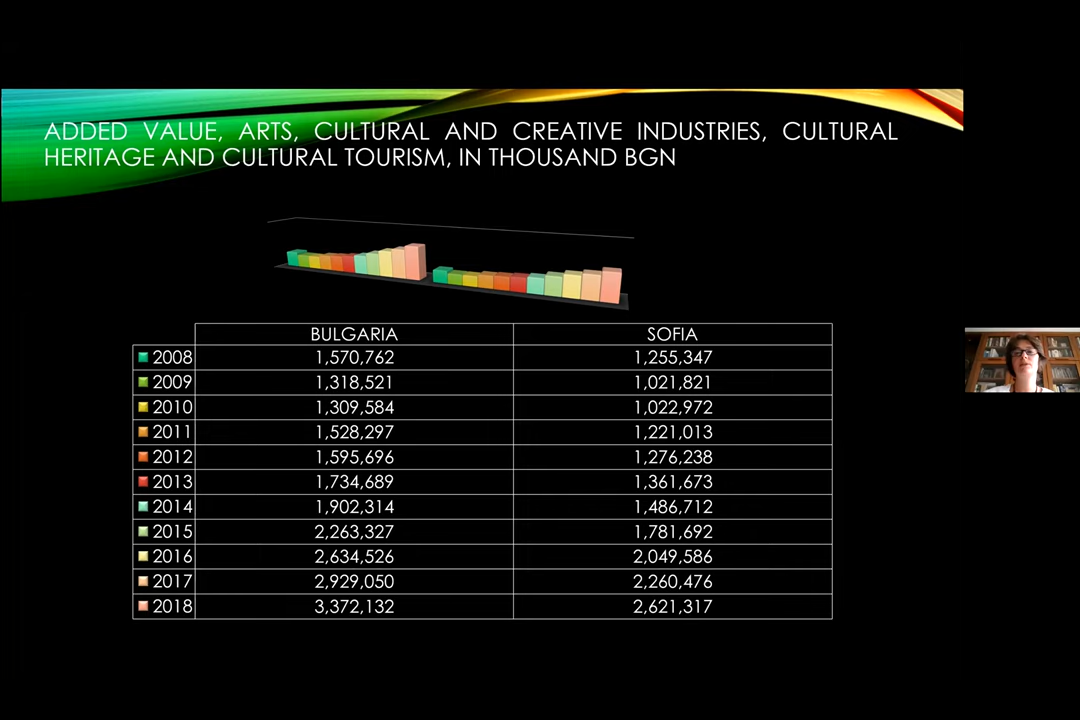 ADDED VALUE, ARTS, CULTURAL AND CREATIVE INDUSTRIES, CULTURAL
HERITAGE AND CULTURAL TOURISM, IN THOUSAND BGN
BULGARIA SOFIA
2008 1,570,762 1,255,347
2009 1,318,521 1,021,821
2010 1,309,584 1,022,972
2011 1,528,297 1,221,013
2012 1,595,696 1,276,238
2013 1,734,689 1,361,673
2014 1,902,314 1,486,712
2015 2,263,327 1,781,692
2016 2,634,526 2,049,586
2017 2,929,050 2,260,476
2018 3,372,132 2,621,317